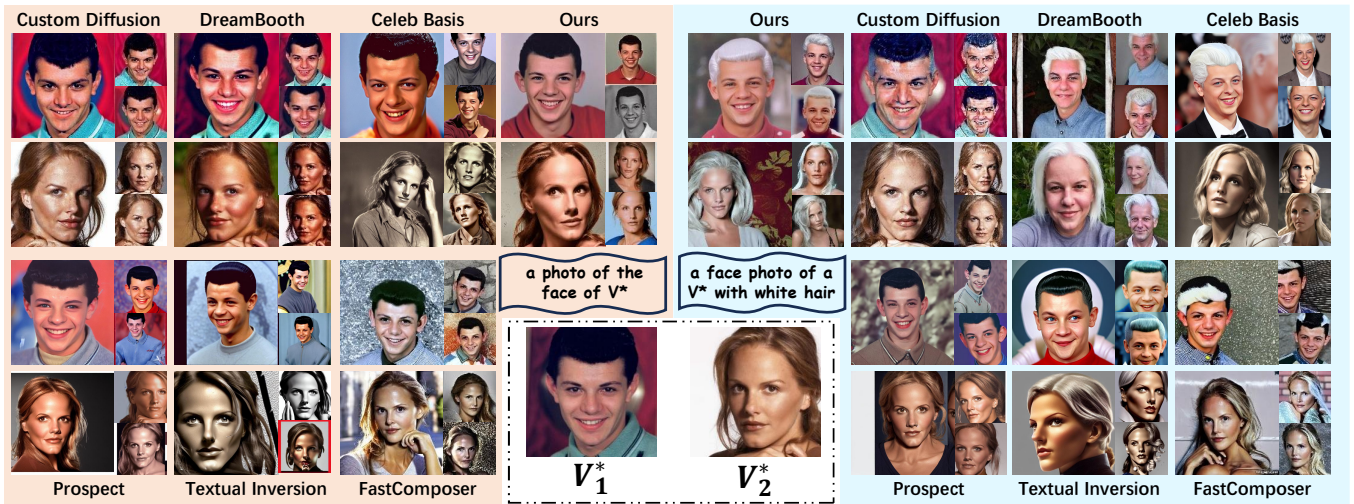 Custom Diffusion DreamBooth Celeb Basis Ours
Ours Custom Diffusion DreamBooth Celeb Basis
a photo of the
face of V*
a face photo of a
V* with white hair
V₁* V₂*
Prospect Textual Inversion FastComposer
Prospect Textual Inversion FastComposer